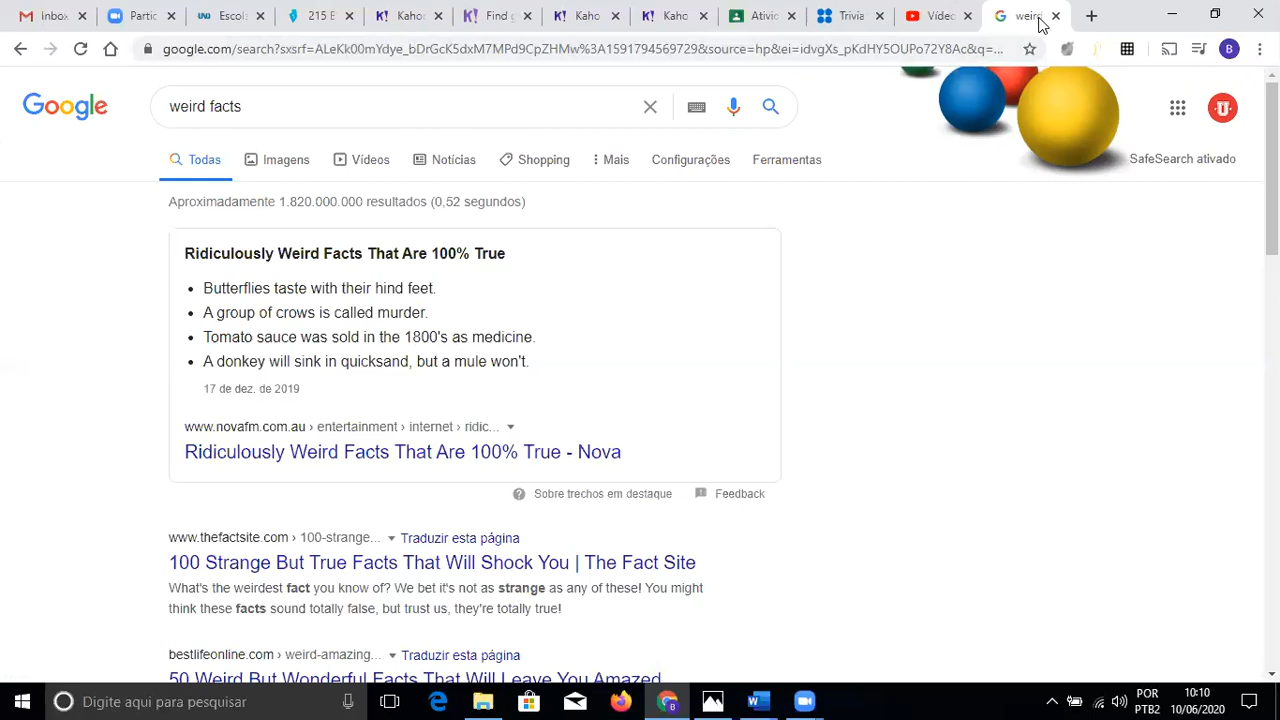 Inbox Partic Escol 215 E Kaho Find g Kaho Kaho Ativic Trivia Vídec weird
google.com/search?sxsrf=ALeKk00mYdye_bDrGcK5dxM7MPd9CpZHMw%3A1591794569729&source=hp&ei=idvgXs_pKdHY5OUPo72Y8Ac&q=... B
Google weird facts
Todas Imagens Vídeos Notícias Shopping Mais Configurações Ferramentas SafeSearch ativado
Aproximadamente 1.820.000.000 resultados (0,52 segundos)
Ridiculously Weird Facts That Are 100% True
• Butterflies taste with their hind feet.
• A group of crows is called murder.
• Tomato sauce was sold in the 1800's as medicine.
• A donkey will sink in quicksand, but a mule won't.
17 de dez. de 2019
www.novafm.com.au › entertainment › internet › ridic...
Ridiculously Weird Facts That Are 100% True - Nova
Sobre trechos em destaque Feedback
www.thefactsite.com › 100-strange... Traduzir esta página
100 Strange But True Facts That Will Shock You | The Fact Site
What's the weirdest fact you know of? We bet it's not as strange as any of these! You might
think these facts sound totally false, but trust us, they're totally true!
bestlifeonline.com › weird-amazing... Traduzir esta página
50 Weird But Wonderful Facts That Will Leave You Amazed
Digite aqui para pesquisar
POR
PTB2
10:10
10/06/2020